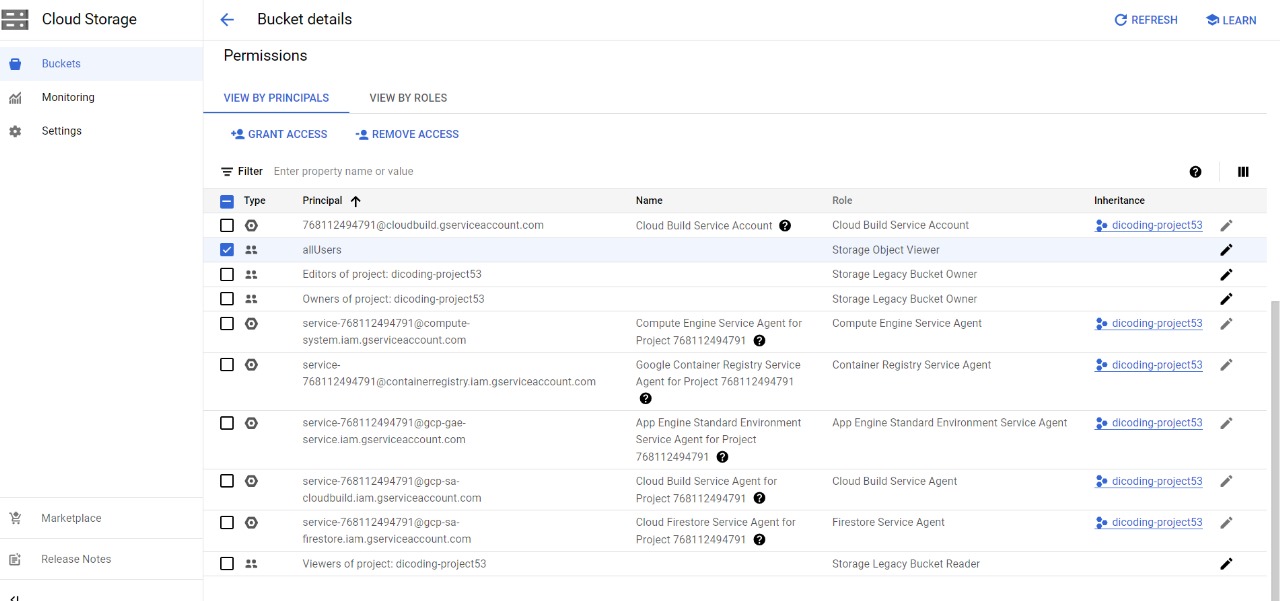 Cloud Storage
Bucket details
REFRESH
LEARN
Buckets
Monitoring
Settings
Marketplace
Release Notes
Permissions
VIEW BY PRINCIPALS
VIEW BY ROLES
GRANT ACCESS
REMOVE ACCESS
Filter Enter property name or value
Type Principal Name Role Inheritance
768112494791@cloudbuild.gserviceaccount.com Cloud Build Service Account Cloud Build Service Account dicoding-project53
allUsers Storage Object Viewer
Editors of project: dicoding-project53 Storage Legacy Bucket Owner
Owners of project: dicoding-project53 Storage Legacy Bucket Owner
service-768112494791@compute- Compute Engine Service Agent for Compute Engine Service Agent dicoding-project53
system.iam.gserviceaccount.com Project 768112494791
service- Google Container Registry Service Container Registry Service Agent dicoding-project53
768112494791@containerregistry.iam.gserviceaccount.com Agent for Project 768112494791
service-768112494791@gcp-gae- App Engine Standard Environment App Engine Standard Environment Service Agent dicoding-project53
service.iam.gserviceaccount.com Service Agent for Project
768112494791
service-768112494791@gcp-sa- Cloud Build Service Agent for Cloud Build Service Agent dicoding-project53
cloudbuild.iam.gserviceaccount.com Project 768112494791
service-768112494791@gcp-sa- Cloud Firestore Service Agent for Firestore Service Agent dicoding-project53
firestore.iam.gserviceaccount.com Project 768112494791
Viewers of project: dicoding-project53 Storage Legacy Bucket Reader